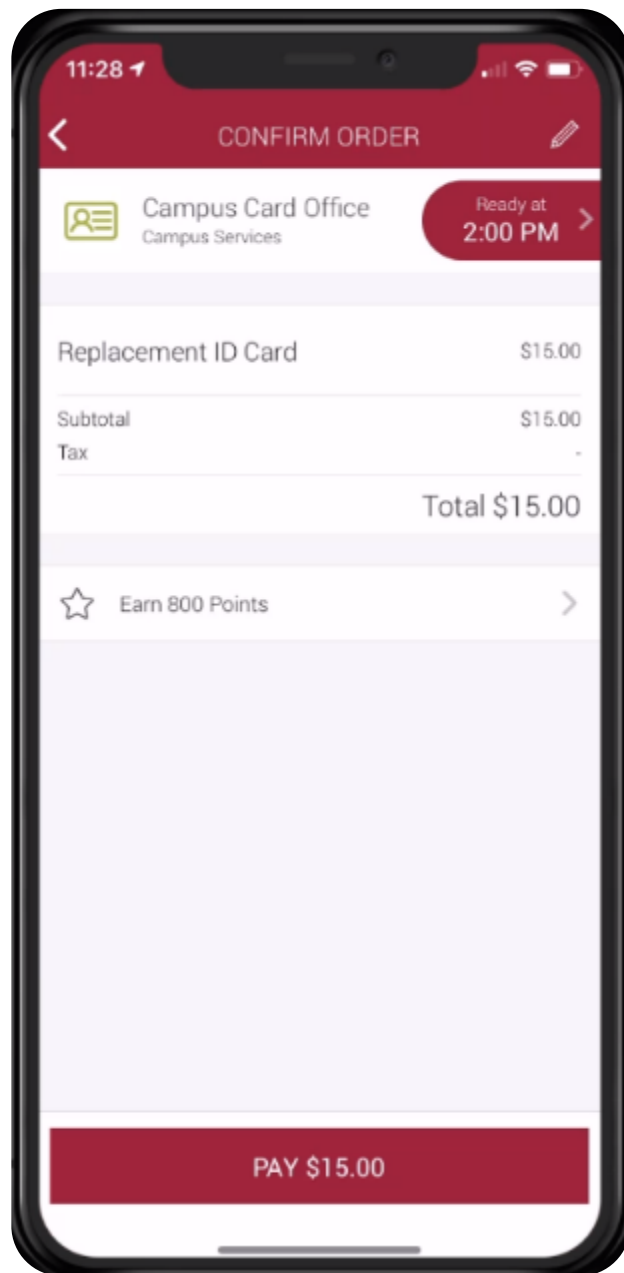 11:28
CONFIRM ORDER
Campus Card Office
Campus Services
Ready at
2:00 PM
Replacement ID Card $15.00
Subtotal $15.00
Tax -
Total $15.00
Earn 800 Points
PAY $15.00